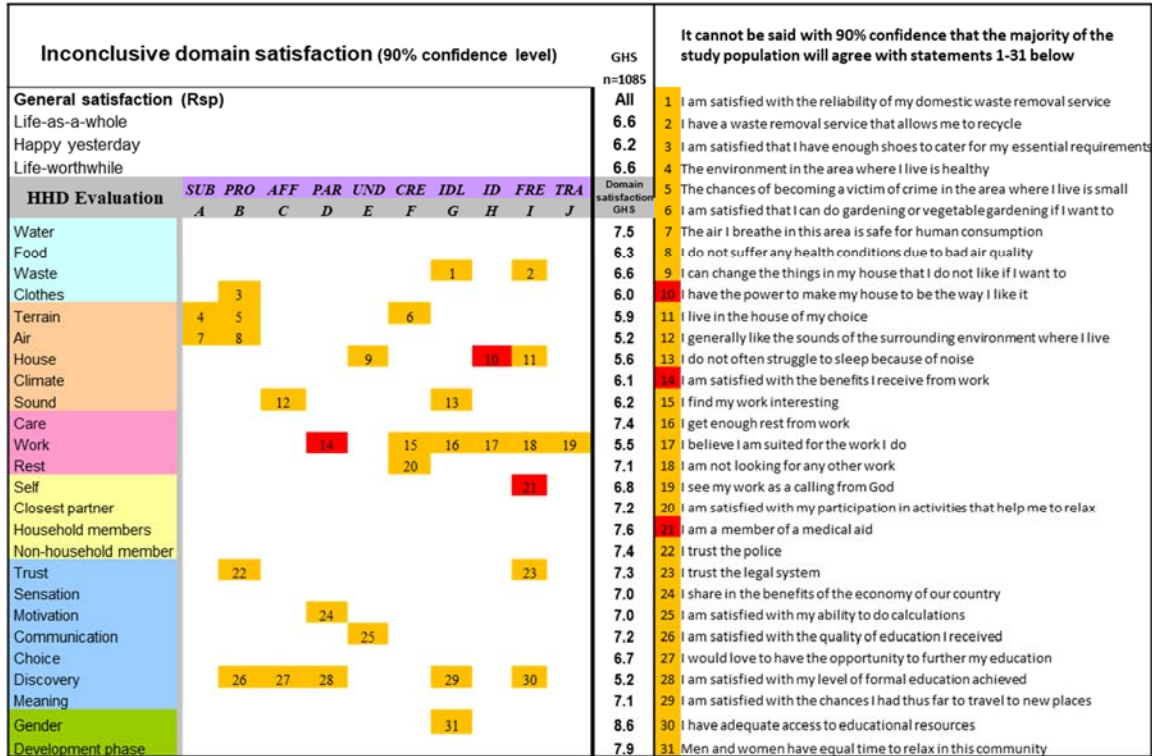 Inconclusive domain satisfaction (90% confidence level)
GHS
n=1085
It cannot be said with 90% confidence that the majority of the
study population will agree with statements 1-31 below
General satisfaction (Rsp) All
Life-as-a-whole 6.6
Happy yesterday 6.2
Life-worthwhile 6.6
HHD Evaluation SUB PRO AFF PAR UND CRE IDL ID FRE TRA Domain satisfaction GHS
A B C D E F G H I J
Water 7.5
Food 6.3
Waste 1 2 6.6
Clothes 3 6.0
Terrain 4 5 6 5.9
Air 7 8 5.2
House 9 10 11 5.6
Climate 6.1
Sound 12 13 6.2
Care 7.4
Work 14 15 16 17 18 19 5.5
Rest 20 7.1
Self 21 6.8
Closest partner 7.2
Household members 7.6
Non-household member 7.4
Trust 22 23 7.3
Sensation 7.0
Motivation 24 7.0
Communication 25 7.2
Choice 6.7
Discovery 26 27 28 29 30 5.2
Meaning 7.1
Gender 31 8.6
Development phase 7.9
1 I am satisfied with the reliability of my domestic waste removal service
2 I have a waste removal service that allows me to recycle
3 I am satisfied that I have enough shoes to cater for my essential requirements
4 The environment in the area where I live is healthy
5 The chances of becoming a victim of crime in the area where I live is small
6 I am satisfied that I can do gardening or vegetable gardening if I want to
7 The air I breathe in this area is safe for human consumption
8 I do not suffer any health conditions due to bad air quality
9 I can change the things in my house that I do not like if I want to
10 I have the power to make my house to be the way I like it
11 I live in the house of my choice
12 I generally like the sounds of the surrounding environment where I live
13 I do not often struggle to sleep because of noise
14 I am satisfied with the benefits I receive from work
15 I find my work interesting
16 I get enough rest from work
17 I believe I am suited for the work I do
18 I am not looking for any other work
19 I see my work as a calling from God
20 I am satisfied with my participation in activities that help me to relax
21 I am a member of a medical aid
22 I trust the police
23 I trust the legal system
24 I share in the benefits of the economy of our country
25 I am satisfied with my ability to do calculations
26 I am satisfied with the quality of education I received
27 I would love to have the opportunity to further my education
28 I am satisfied with my level of formal education achieved
29 I am satisfied with the chances I had thus far to travel to new places
30 I have adequate access to educational resources
31 Men and women have equal time to relax in this community